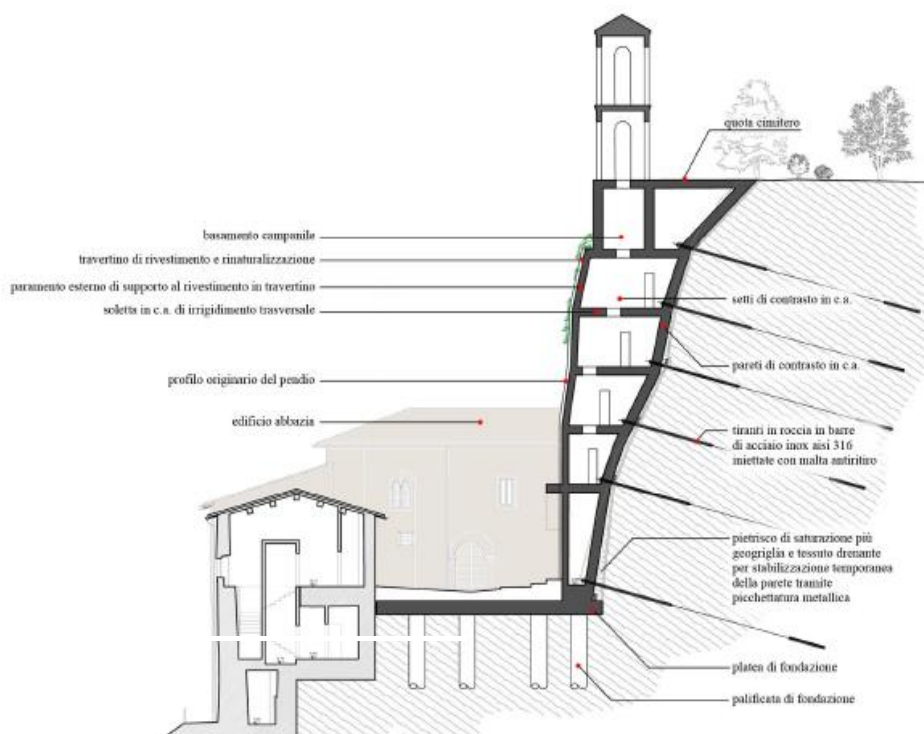 quota cimitero
basamento campanile
travertino di rivestimento e rinaturalizzazione
paramento esterno di supporto al rivestimento in travertino
soletta in c.a. di irrigidimento trasversale
setti di contrasto in c.a.
pareti di contrasto in c.a.
profilo originario del pendio
edificio abbazia
tiranti in roccia in barre
di acciaio inox aisi 316
iniettate con malta antiritiro
pietrisco di saturazione più
geogriglia e tessuto drenante
per stabilizzazione temporanea
della parete tramite
picchettatura metallica
platea di fondazione
palificata di fondazione